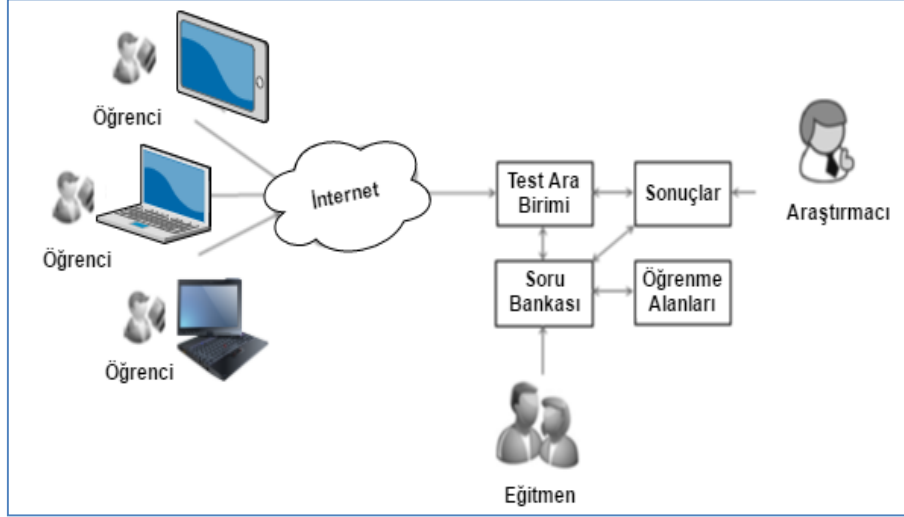 Öğrenci
Öğrenci
Öğrenci
İnternet
Test Ara
Birimi
Sonuçlar
Araştırmacı
Soru
Bankası
Öğrenme
Alanları
Eğitmen